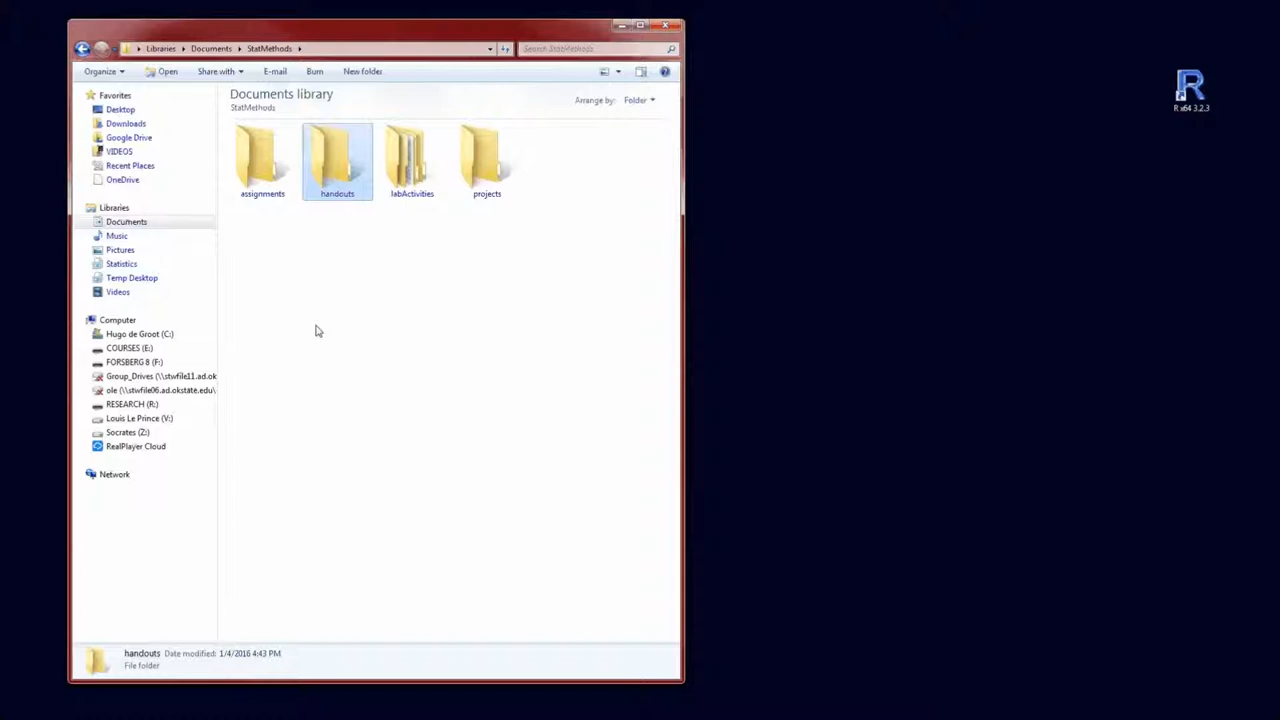 Libraries Documents StatMethods
Search StatMethods
Organize Open Share with E-mail Burn New folder
Favorites
Desktop
Downloads
Google Drive
VIDEOS
Recent Places
OneDrive
Libraries
Documents
Music
Pictures
Statistics
Temp Desktop
Videos
Computer
Hugo de Groot (C:)
COURSES (E:)
FORSBERG 8 (F:)
Group_Drives (\\stwfile11.ad.ok
ole (\\stwfile06.ad.okstate.edu\
RESEARCH (R:)
Louis Le Prince (V:)
Socrates (Z:)
RealPlayer Cloud
Network
Documents library
StatMethods
Arrange by: Folder
assignments handouts labActivities projects
handouts Date modified: 1/4/2016 4:43 PM
File folder
R x64 3.2.3